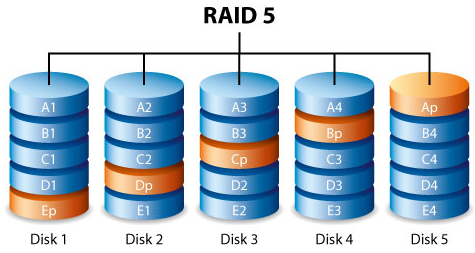 RAID 5
A1 A2 A3 A4 Ap
B1 B2 B3 Bp B4
C1 C2 Cp C3 C4
D1 Dp D2 D3 D4
Ep E1 E2 E3 E4
Disk 1 Disk 2 Disk 3 Disk 4 Disk 5